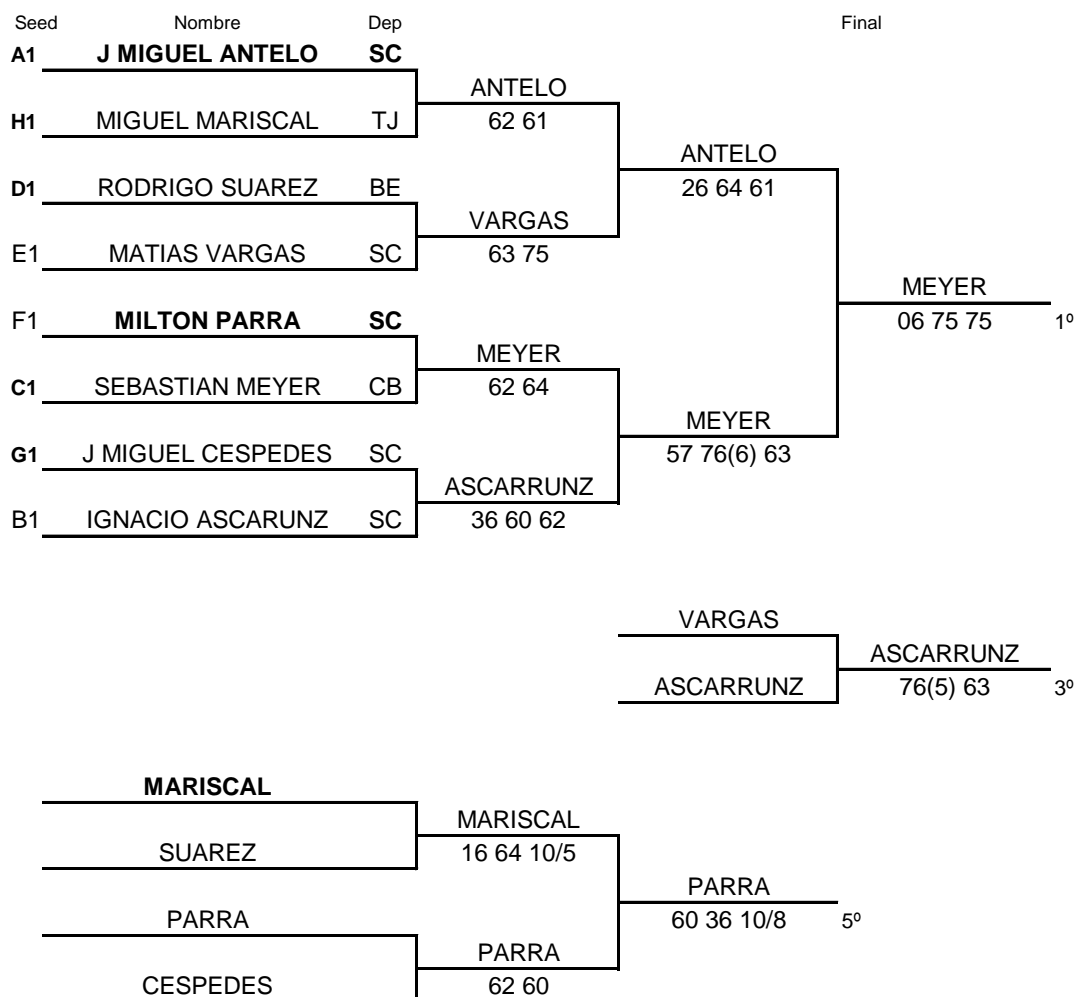 Seed Nombre Dep Final
A1 J MIGUEL ANTELO SC
ANTELO
H1 MIGUEL MARISCAL TJ 62 61
ANTELO
D1 RODRIGO SUAREZ BE 26 64 61
VARGAS
E1 MATIAS VARGAS SC 63 75
MEYER
F1 MILTON PARRA SC 06 75 75 1º
MEYER
C1 SEBASTIAN MEYER CB 62 64
MEYER
G1 J MIGUEL CESPEDES SC 57 76(6) 63
ASCARRUNZ
B1 IGNACIO ASCARUNZ SC 36 60 62
VARGAS
ASCARRUNZ
ASCARRUNZ 76(5) 63 3º
MARISCAL
MARISCAL
SUAREZ 16 64 10/5
PARRA
PARRA 60 36 10/8 5º
PARRA
CESPEDES 62 60